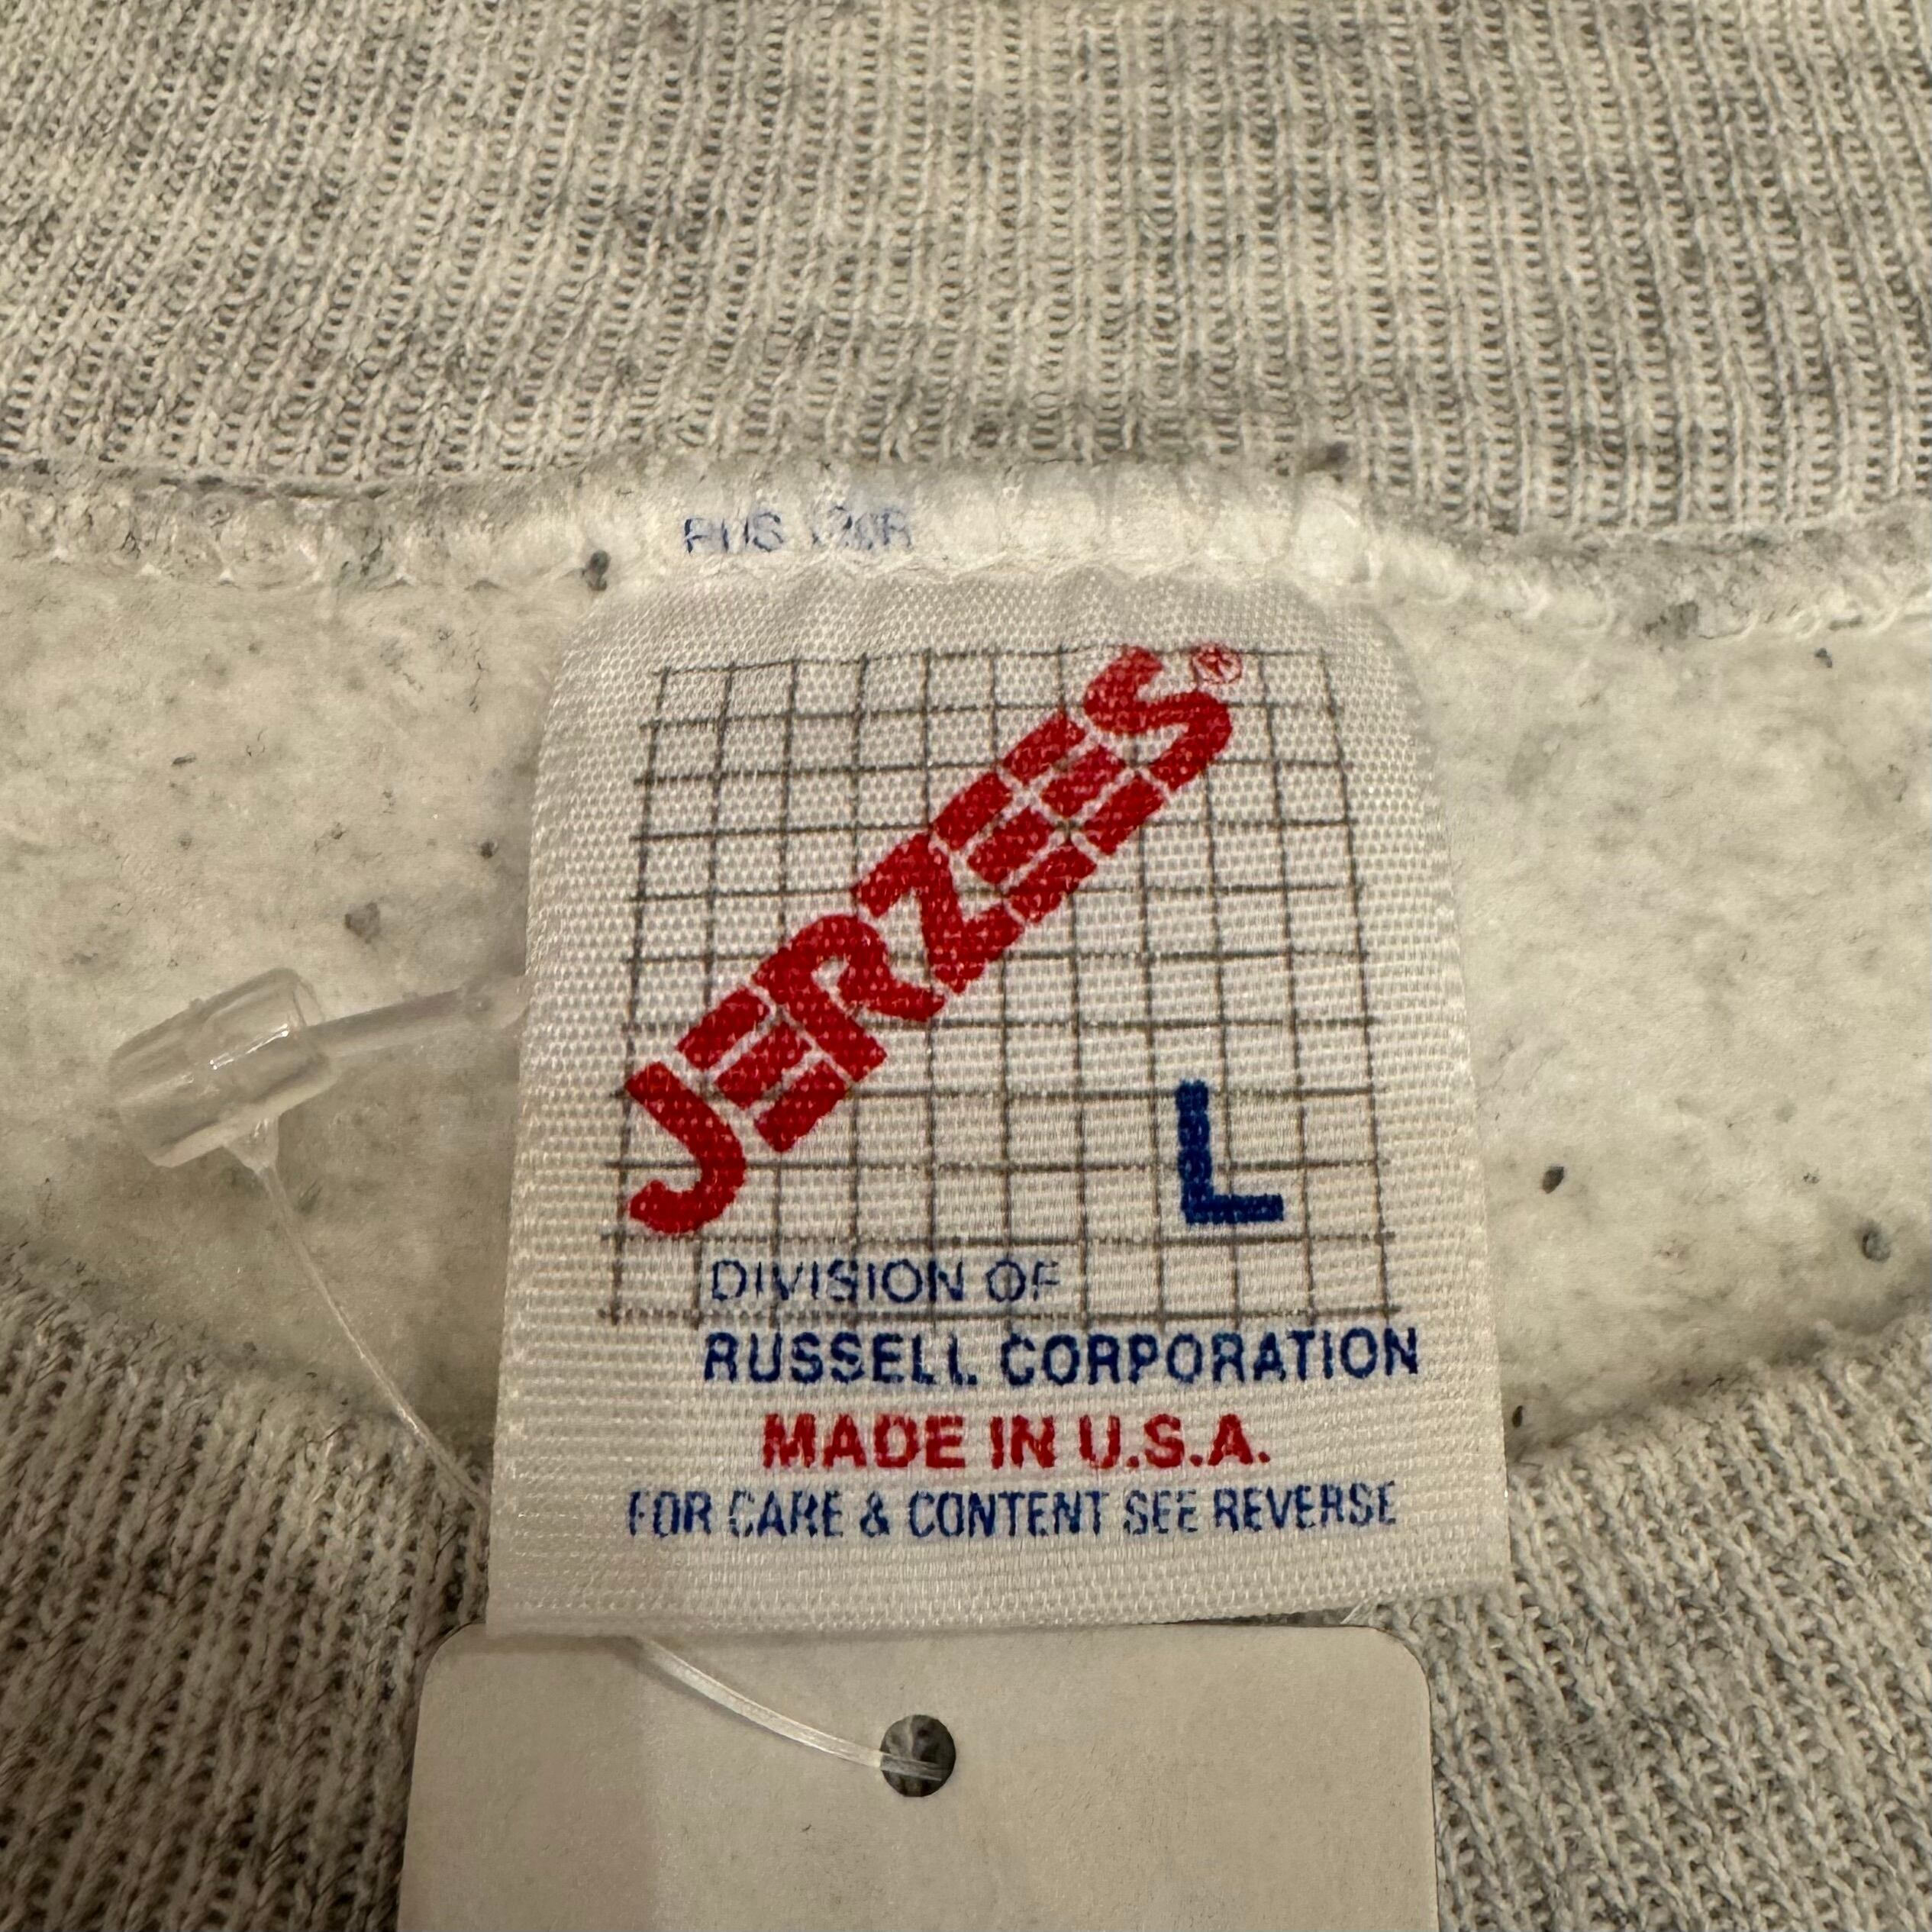 JERZEES®
L
DIVISION OF
RUSSELL CORPORATION
MADE IN U.S.A.
FOR CARE & CONTENT SEE REVERSE